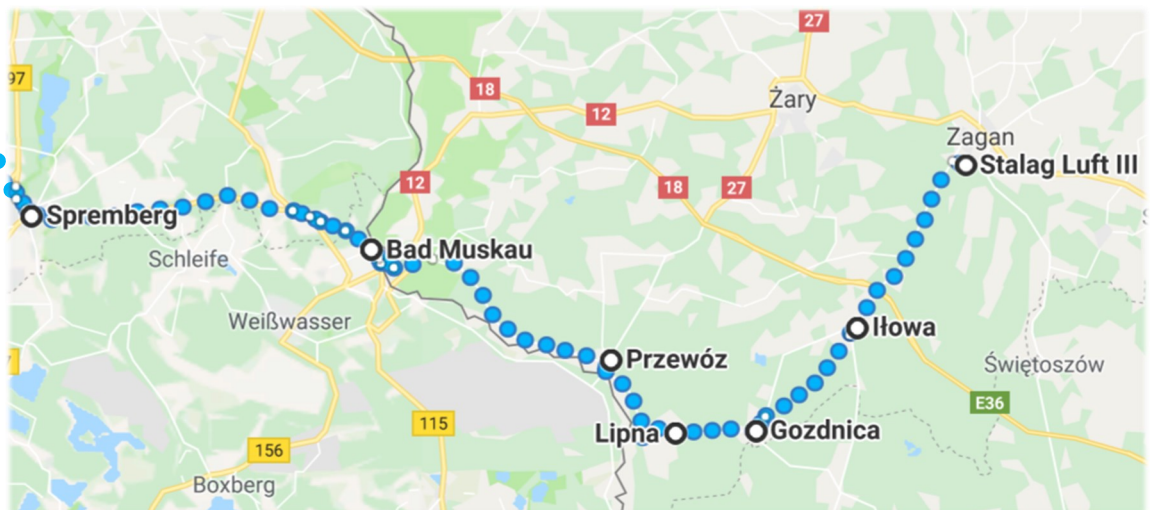 27
97
18
Żary
12
Zagan
Stalag Luft III
12
18
27
Spremberg
Bad Muskau
Schleife
Weißwasser
Iłowa
Przewóz
Świętoszów
E36
115
Lipna
Gozdnica
156
Boxberg